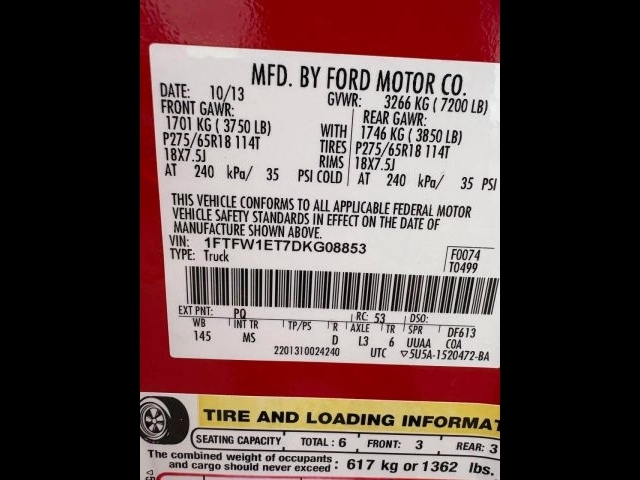 MFD. BY FORD MOTOR CO.
DATE: 10/13 GVWR: 3266 KG ( 7200 LB)
FRONT GAWR: REAR GAWR:
1701 KG ( 3750 LB) WITH 1746 KG ( 3850 LB)
P275/65R18 114T TIRES P275/65R18 114T
18X7.5J RIMS 18X7.5J
AT 240 kPa/ 35 PSI COLD AT 240 kPa/ 35 PSI
THIS VEHICLE CONFORMS TO ALL APPLICABLE FEDERAL MOTOR
VEHICLE SAFETY STANDARDS IN EFFECT ON THE DATE OF
MANUFACTURE SHOWN ABOVE.
VIN: 1FTFW1ET7DKG08853 F0074
TYPE: Truck T0499
EXT PNT: PQ RC: 53 DSO:
WB INT TR TP/PS R AXLE TR SPR DF613
145 MS D L3 6 UUAA COA
2201310024240 UTC ▽5U5A-1520472-BA
TIRE AND LOADING INFORMAT
SEATING CAPACITY TOTAL: 6 FRONT: 3 REAR: 3
The combined weight of occupants
and cargo should never exceed: 617 kg or 1362 lbs.